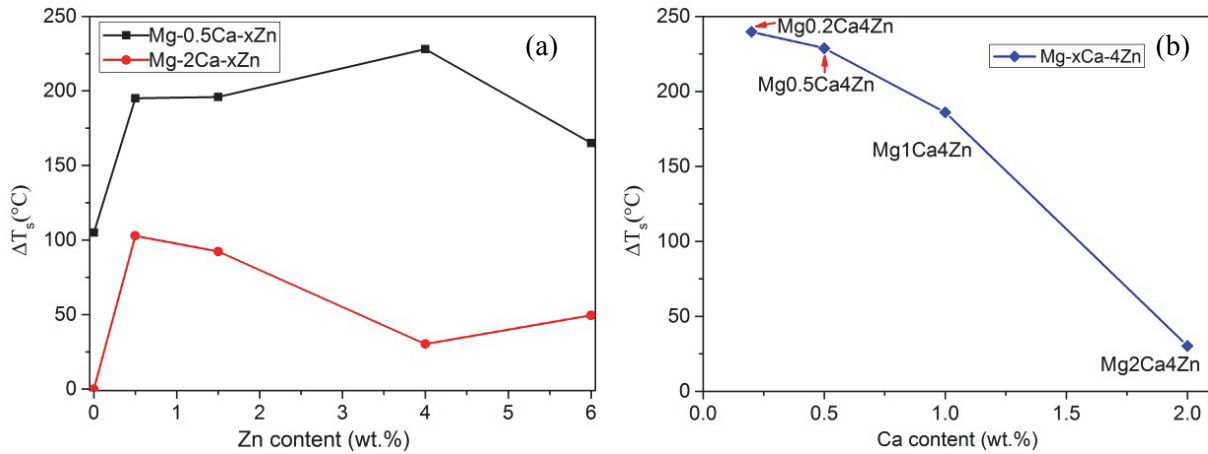 250
200
150
100
50
0
ΔTₛ(°C)
Mg-0.5Ca-xZn
Mg-2Ca-xZn
(a)
0 1 2 3 4 5 6
Zn content (wt.%)
250
200
150
100
50
0
ΔTₛ(°C)
Mg0.2Ca4Zn
Mg0.5Ca4Zn
Mg1Ca4Zn
Mg2Ca4Zn
(b)
Mg-xCa-4Zn
0.0 0.5 1.0 1.5 2.0
Ca content (wt.%)